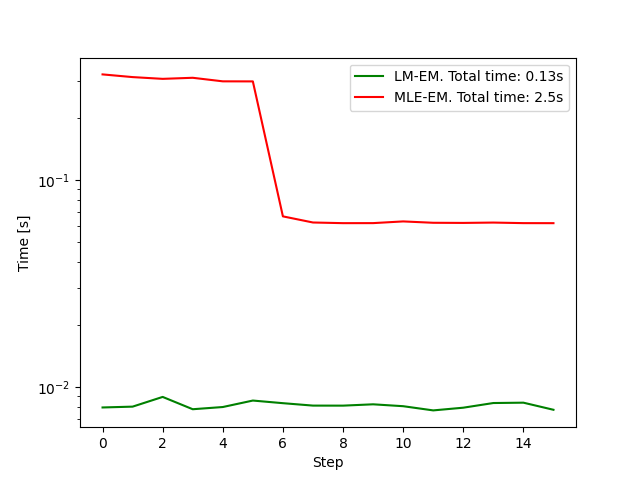 LM-EM. Total time: 0.13s
MLE-EM. Total time: 2.5s
10⁻¹
10⁻²
Time [s]
0 2 4 6 8 10 12 14
Step